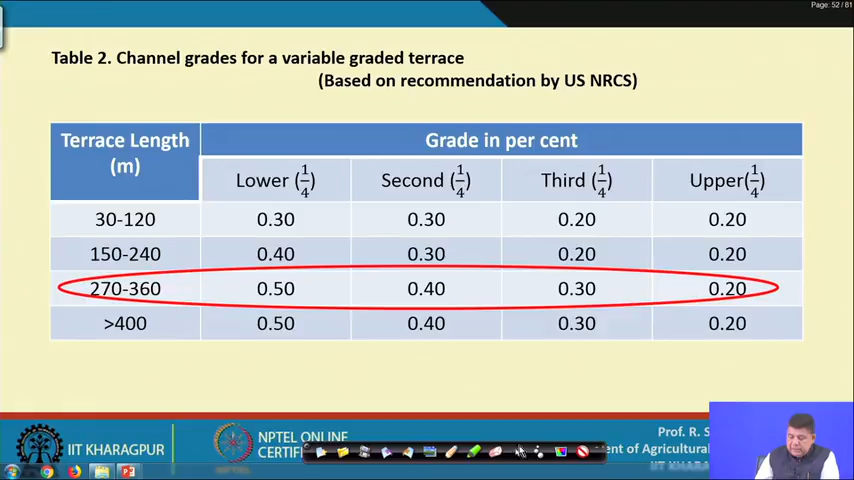 Page: 52 / 81
Table 2. Channel grades for a variable graded terrace
(Based on recommendation by US NRCS)
Terrace Length (m) Grade in per cent
Lower (1/4) Second (1/4) Third (1/4) Upper(1/4)
30-120 0.30 0.30 0.20 0.20
150-240 0.40 0.30 0.20 0.20
270-360 0.50 0.40 0.30 0.20
>400 0.50 0.40 0.30 0.20
IIT KHARAGPUR
NPTEL ONLINE
CERTIF
Prof. R. S
ent of Agricultural
IIT KHARA